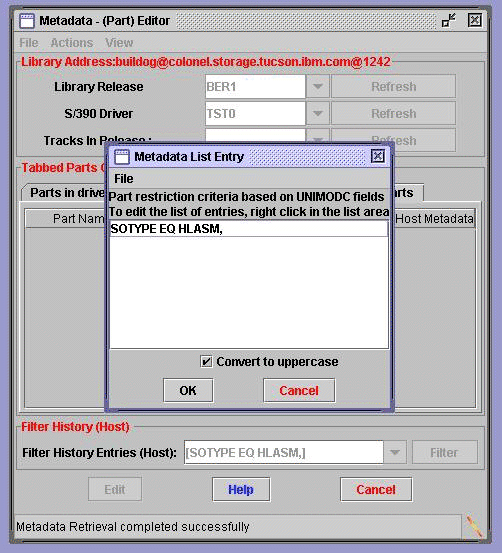 Metadata - (Part) Editor
File Actions View
Library Address:buildog@colonel.storage.tucson.ibm.com@1242
Library Release BER1 Refresh
S/390 Driver TST0 Refresh
Tracks In Release : Refresh
Metadata List Entry
File
Tabbed Parts
Parts in drive
arts
Part restriction criteria based on UNIMODC fields
To edit the list of entries, right click in the list area
Part Nam
Host Metadata
SOTYPE EQ HLASM,
Convert to uppercase
OK Cancel
Filter History (Host)
Filter History Entries (Host): [SOTYPE EQ HLASM,] Filter
Edit Help Cancel
Metadata Retrieval completed successfully